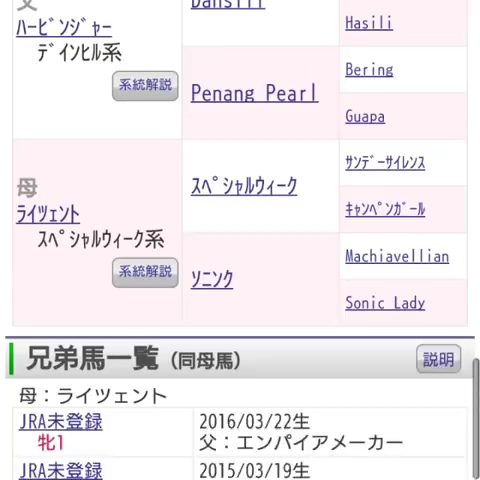 父
Dansili
Hasili
ﾊｰﾋﾞﾝｼﾞｬｰ
ﾃﾞｲﾝﾋﾙ系
系統解説
Penang Pearl
Bering
Guapa
母
ﾗｲﾂｪﾝﾄ
ｽﾍﾟｼｬﾙｳｨｰｸ系
系統解説
ｽﾍﾟｼｬﾙｳｨｰｸ
ｻﾝﾃﾞｰｻｲﾚﾝｽ
ｷｬﾝﾍﾟﾝｶﾞｰﾙ
ｿﾆﾝｸ
Machiavellian
Sonic Lady
兄弟馬一覧（同母馬）
説明
母：ライツェント
JRA未登録
牝1
2016/03/22生
父：エンパイアメーカー
JRA未登録
2015/03/19生